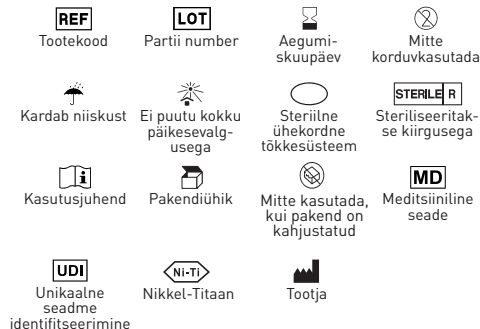 REF
Tootekood
LOT
Partii number
Aegumi-
skuupäev
2
Mitte
korduvkasutada
Kardab niiskust
Ei puutu kokku
päikesevalg-
usega
Steriilne
ühekordne
tõkkesüsteem
STERILE R
Steriliseeritak-
se kiirgusega
i
Kasutusjuhend
Pakendiühik
Mitte kasutada,
kui pakend on
kahjustatud
MD
Meditsiiniline
seade
UDI
Unikaalne
seadme
identifitseerimine
Ni-Ti
Nikkel-Titaan
Tootja